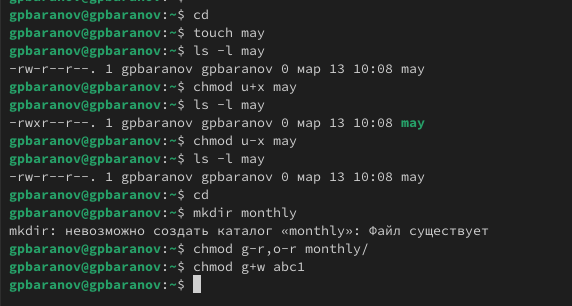 gpbaranov@gpbaranov:~$ cd
gpbaranov@gpbaranov:~$ touch may
gpbaranov@gpbaranov:~$ ls -l may
-rw-r--r--. 1 gpbaranov gpbaranov 0 мар 13 10:08 may
gpbaranov@gpbaranov:~$ chmod u+x may
gpbaranov@gpbaranov:~$ ls -l may
-rwxr--r--. 1 gpbaranov gpbaranov 0 мар 13 10:08 may
gpbaranov@gpbaranov:~$ chmod u-x may
gpbaranov@gpbaranov:~$ ls -l may
-rw-r--r--. 1 gpbaranov gpbaranov 0 мар 13 10:08 may
gpbaranov@gpbaranov:~$ cd
gpbaranov@gpbaranov:~$ mkdir monthly
mkdir: невозможно создать каталог «monthly»: Файл существует
gpbaranov@gpbaranov:~$ chmod g-r,o-r monthly/
gpbaranov@gpbaranov:~$ chmod g+w abc1
gpbaranov@gpbaranov:~$